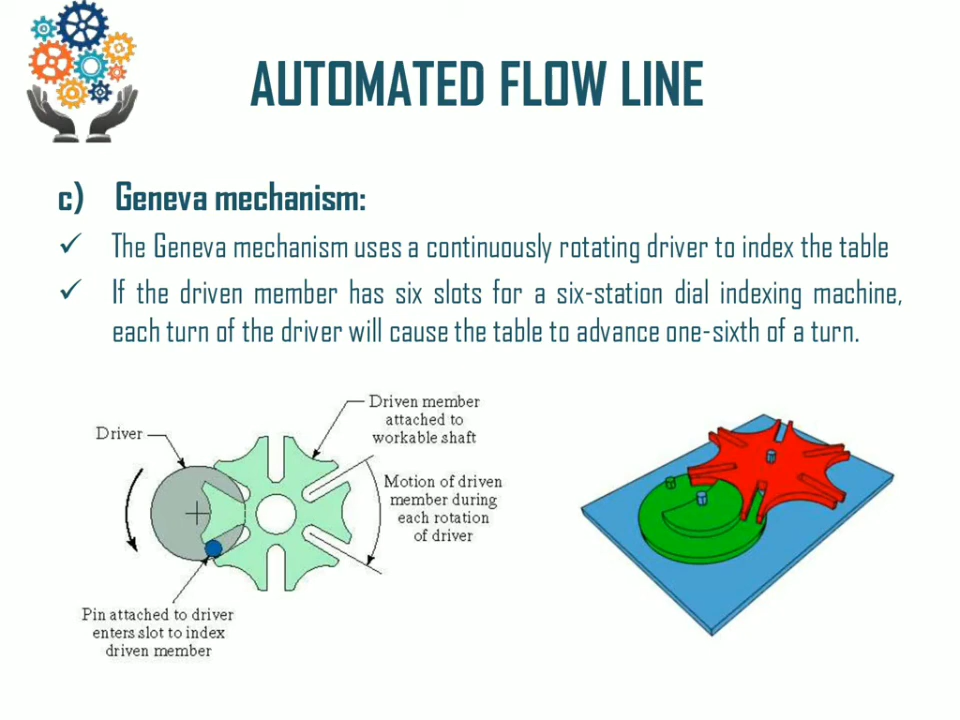 AUTOMATED FLOW LINE
c) Geneva mechanism:
✓ The Geneva mechanism uses a continuously rotating driver to index the table
✓ If the driven member has six slots for a six-station dial indexing machine,
each turn of the driver will cause the table to advance one-sixth of a turn.
Driver
Driven member
attached to
workable shaft
Motion of driven
member during
each rotation
of driver
Pin attached to driver
enters slot to index
driven member